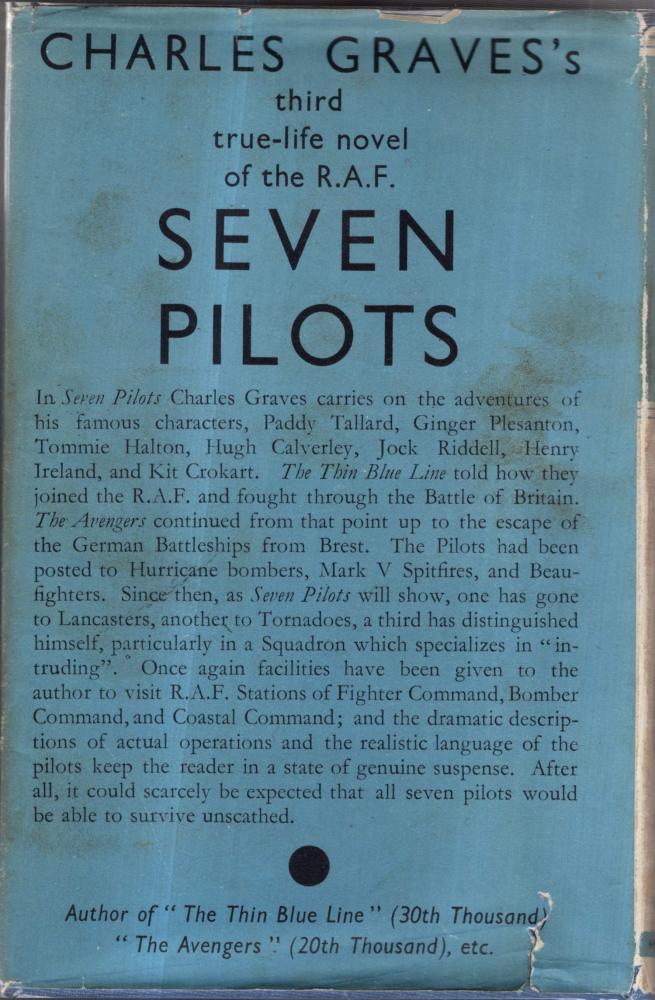 CHARLES GRAVES's
third
true-life novel
of the R.A.F.
SEVEN
PILOTS
In Seven Pilots Charles Graves carries on the adventures of
his famous characters, Paddy Tallard, Ginger Plesanton,
Tommie Halton, Hugh Calverley, Jock Riddell, Henry
Ireland, and Kit Crokart. The Thin Blue Line told how they
joined the R.A.F. and fought through the Battle of Britain.
The Avengers continued from that point up to the escape of
the German Battleships from Brest. The Pilots had been
posted to Hurricane bombers, Mark V Spitfires, and Beau-
fighters. Since then, as Seven Pilots will show, one has gone
to Lancasters, another to Tornadoes, a third has distinguished
himself, particularly in a Squadron which specializes in "in-
truding". Once again facilities have been given to the
author to visit R.A.F. Stations of Fighter Command, Bomber
Command, and Coastal Command; and the dramatic descrip-
tions of actual operations and the realistic language of the
pilots keep the reader in a state of genuine suspense. After
all, it could scarcely be expected that all seven pilots would
be able to survive unscathed.
Author of " The Thin Blue Line " (30th Thousand)
" The Avengers " (20th Thousand), etc.